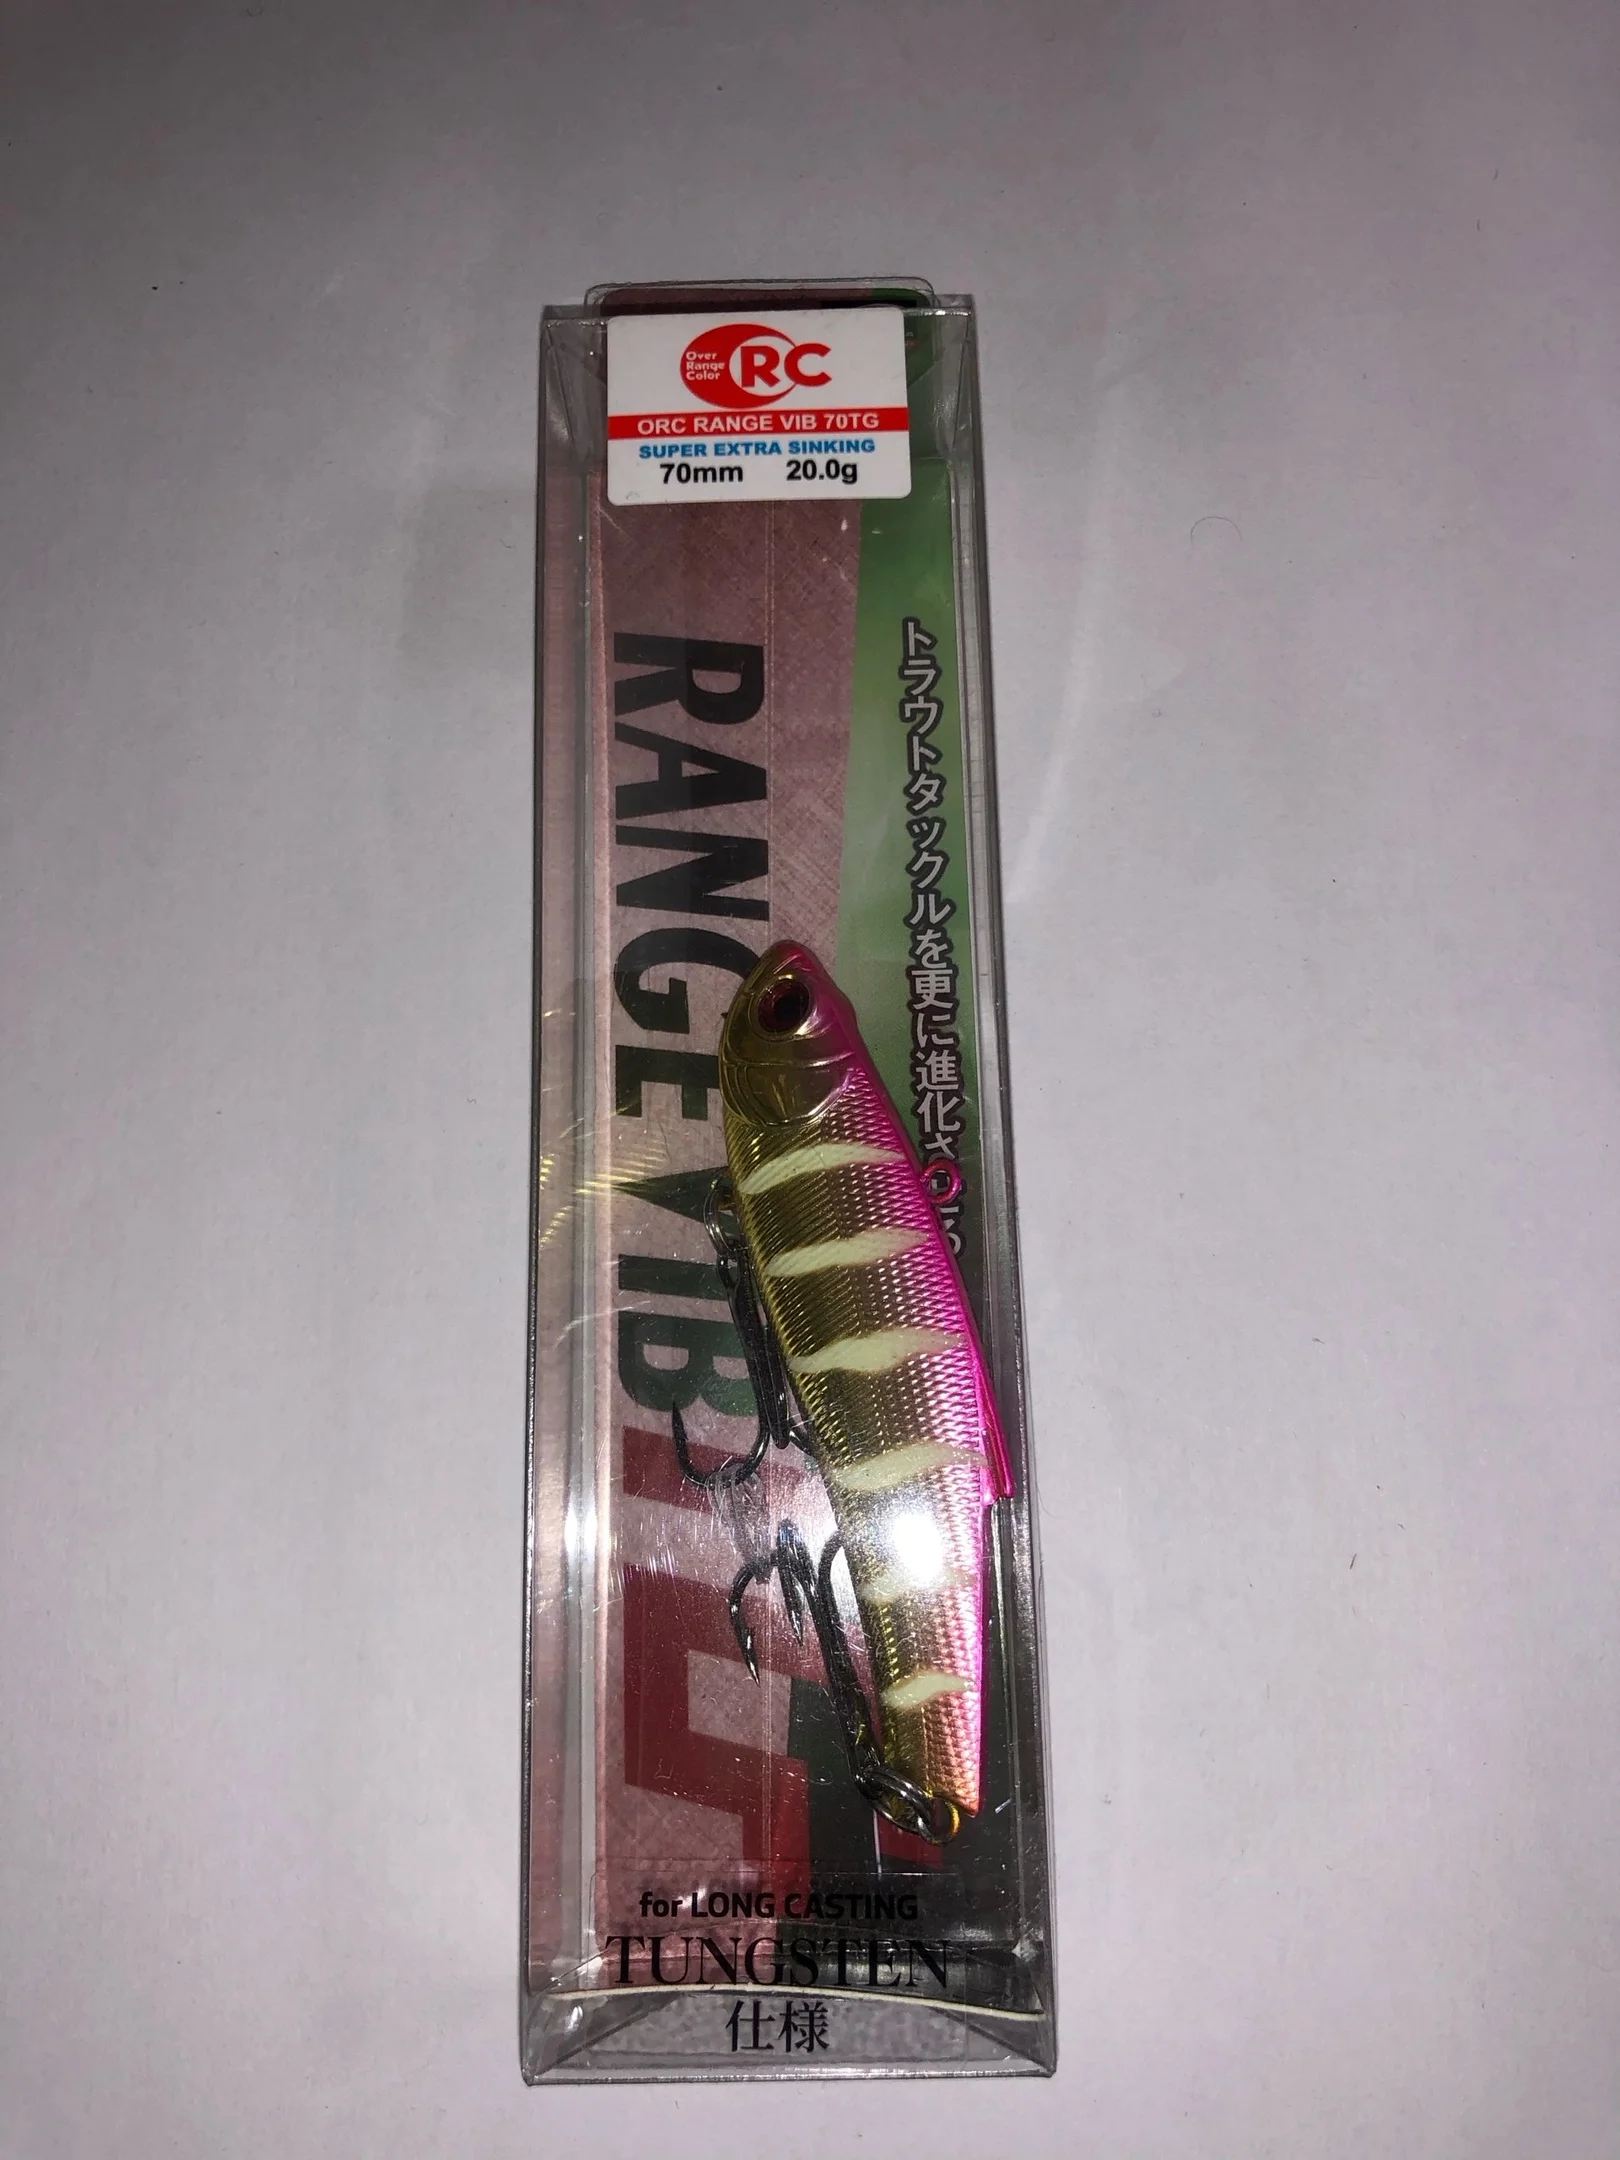 Over
Range
Color
ORC
ORC RANGE VIB 70TG
SUPER EXTRA SINKING
70mm 20.0g
トラウトタックルを更に進化させる
RANGE VIB
for LONG CASTING
TUNGSTEN
仕様